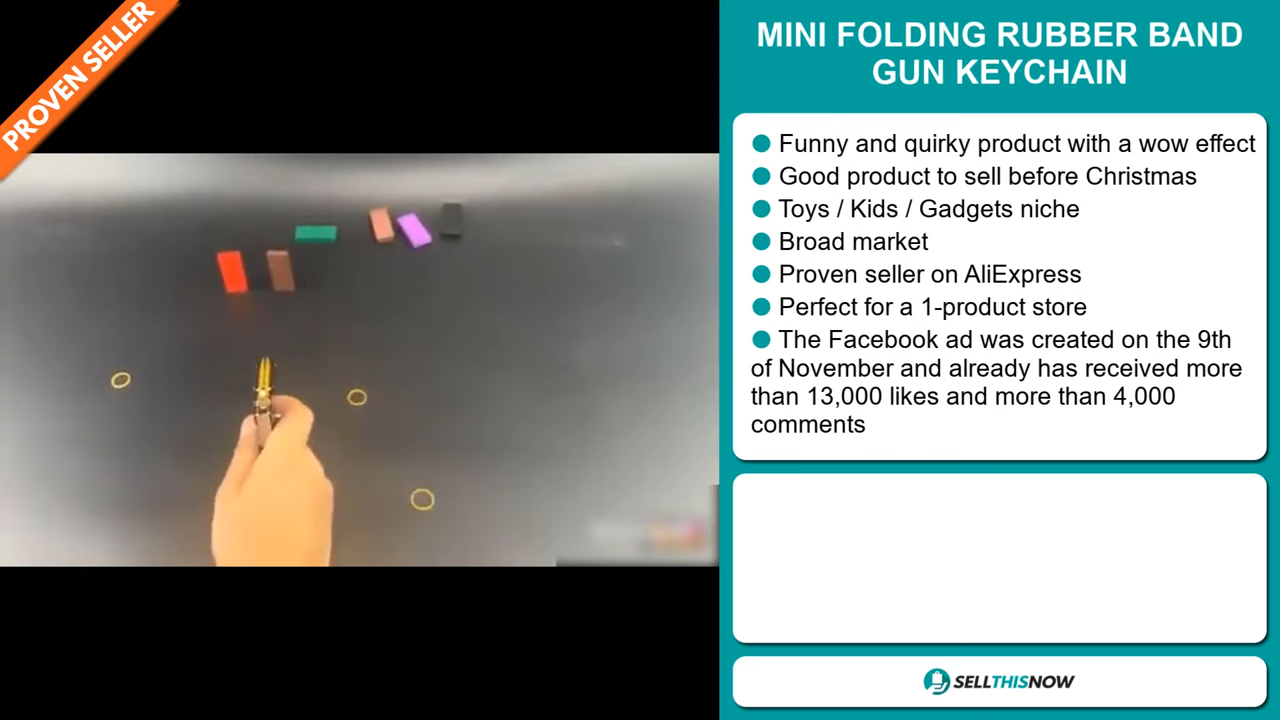 PROVEN SELLER
MINI FOLDING RUBBER BAND
GUN KEYCHAIN
● Funny and quirky product with a wow effect
● Good product to sell before Christmas
● Toys / Kids / Gadgets niche
● Broad market
● Proven seller on AliExpress
● Perfect for a 1-product store
● The Facebook ad was created on the 9th
of November and already has received more
than 13,000 likes and more than 4,000
comments
SELLTHISNOW